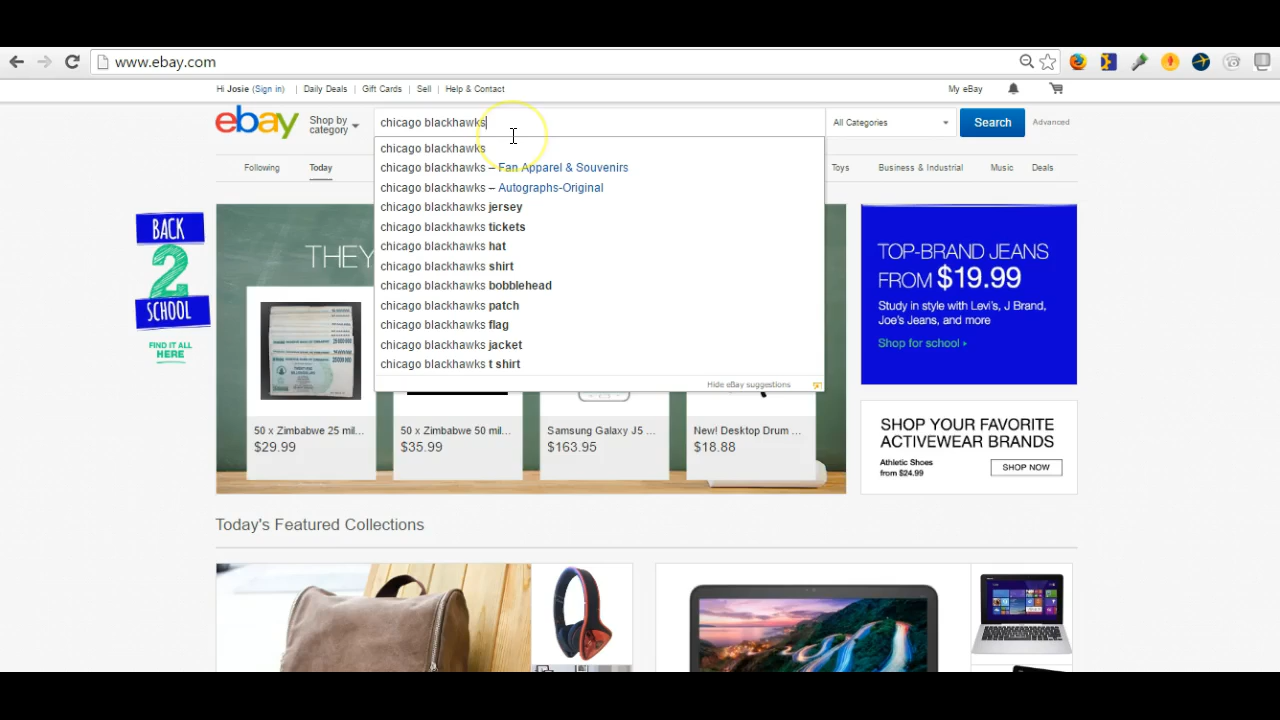 www.ebay.com
Hi Josie (Sign in) | Daily Deals | Gift Cards | Sell | Help & Contact My eBay
ebay Shop by category chicago blackhawks All Categories Search Advanced
chicago blackhawks
chicago blackhawks – Fan Apparel & Souvenirs
chicago blackhawks – Autographs-Original
chicago blackhawks jersey
chicago blackhawks tickets
chicago blackhawks hat
chicago blackhawks shirt
chicago blackhawks bobblehead
chicago blackhawks patch
chicago blackhawks flag
chicago blackhawks jacket
chicago blackhawks t shirt
Hide eBay suggestions
Following Today Toys Business & Industrial Music Deals
BACK
2
SCHOOL
FIND IT ALL
HERE
THEY
50 x Zimbabwe 25 mil...
$29.99
50 x Zimbabwe 50 mil...
$35.99
Samsung Galaxy J5 ...
$163.95
New! Desktop Drum ...
$18.88
TOP-BRAND JEANS
FROM $19.99
Study in style with Levi's, J Brand,
Joe's Jeans, and more
Shop for school
SHOP YOUR FAVORITE
ACTIVEWEAR BRANDS
Athletic Shoes
from $24.99
SHOP NOW
Today's Featured Collections